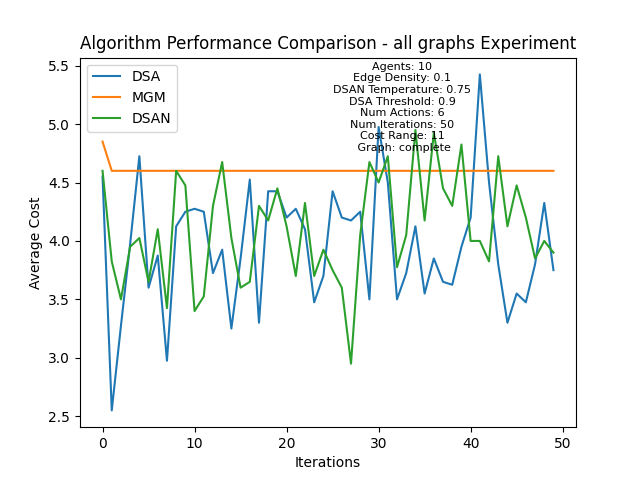 Algorithm Performance Comparison - all graphs Experiment
DSA
MGM
DSAN
Agents: 10
Edge Density: 0.1
DSAN Temperature: 0.75
DSA Threshold: 0.9
Num Actions: 6
Num Iterations: 50
Cost Range: 11
Graph: complete
Average Cost
5.5
5.0
4.5
4.0
3.5
3.0
2.5
0 10 20 30 40 50
Iterations